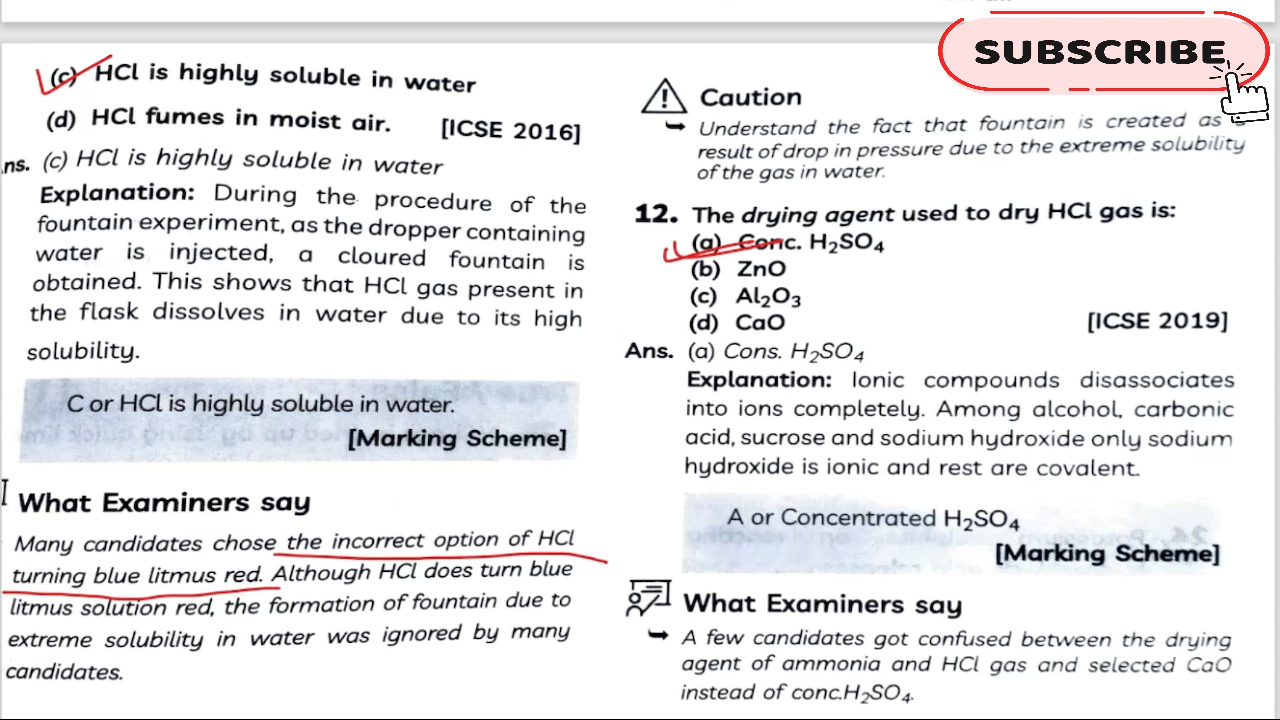 (c) HCl is highly soluble in water
(d) HCl fumes in moist air. [ICSE 2016]
ns. (c) HCl is highly soluble in water
Explanation: During the procedure of the
fountain experiment, as the dropper containing
water is injected, a cloured fountain is
obtained. This shows that HCl gas present in
the flask dissolves in water due to its high
solubility.
C or HCl is highly soluble in water.
[Marking Scheme]
What Examiners say
Many candidates chose the incorrect option of HCl
turning blue litmus red. Although HCl does turn blue
litmus solution red, the formation of fountain due to
extreme solubility in water was ignored by many
candidates.
SUBSCRIBE
Caution
Understand the fact that fountain is created as
result of drop in pressure due to the extreme solubility
of the gas in water.
12. The drying agent used to dry HCl gas is:
(a) Conc. H₂SO₄
(b) ZnO
(c) Al₂O₃
(d) CaO [ICSE 2019]
Ans. (a) Cons. H₂SO₄
Explanation: Ionic compounds disassociates
into ions completely. Among alcohol, carbonic
acid, sucrose and sodium hydroxide only sodium
hydroxide is ionic and rest are covalent.
A or Concentrated H₂SO₄
[Marking Scheme]
What Examiners say
A few candidates got confused between the drying
agent of ammonia and HCl gas and selected CaO
instead of conc.H₂SO₄.